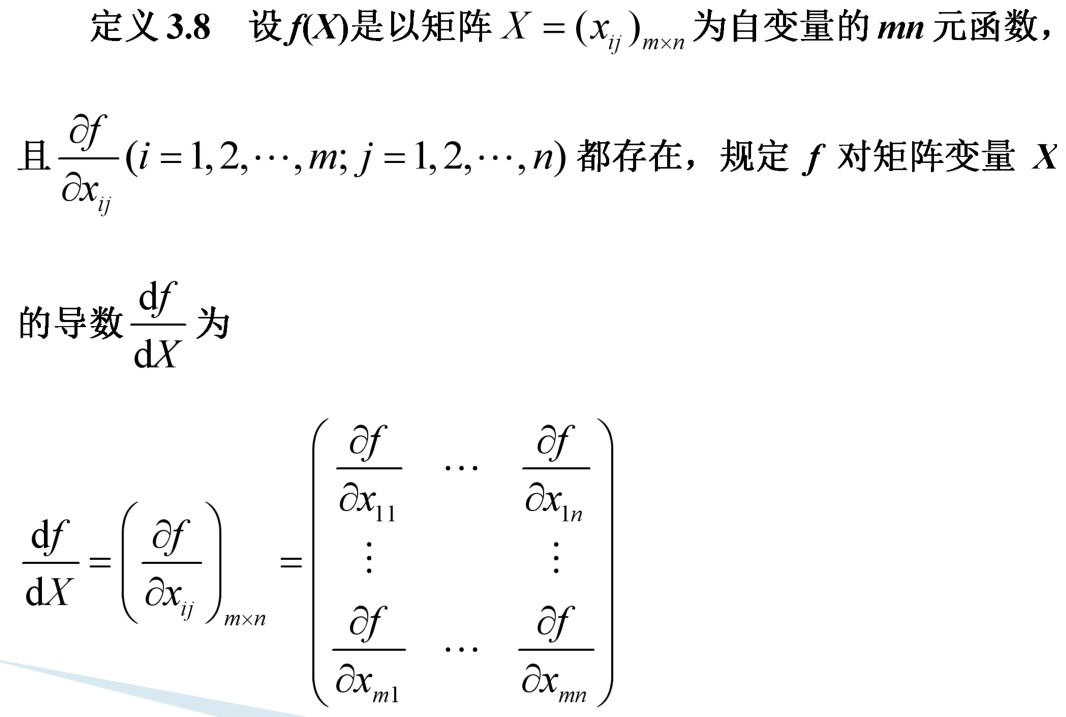 定义 3.8 设 f(X)是以矩阵 $X = (x_{ij})_{m \times n}$ 为自变量的 mn 元函数，
且 $\frac{\partial f}{\partial x_{ij}} (i = 1, 2, \cdots, m; j = 1, 2, \cdots, n)$ 都存在，规定 f 对矩阵变量 X
的导数 $\frac{\mathrm{d}f}{\mathrm{d}X}$ 为
$\frac{\mathrm{d}f}{\mathrm{d}X} = \left( \frac{\partial f}{\partial x_{ij}} \right)_{m \times n} = \begin{pmatrix} \frac{\partial f}{\partial x_{11}} & \cdots & \frac{\partial f}{\partial x_{1n}} \\ \vdots & & \vdots \\ \frac{\partial f}{\partial x_{m1}} & \cdots & \frac{\partial f}{\partial x_{mn}} \end{pmatrix}$